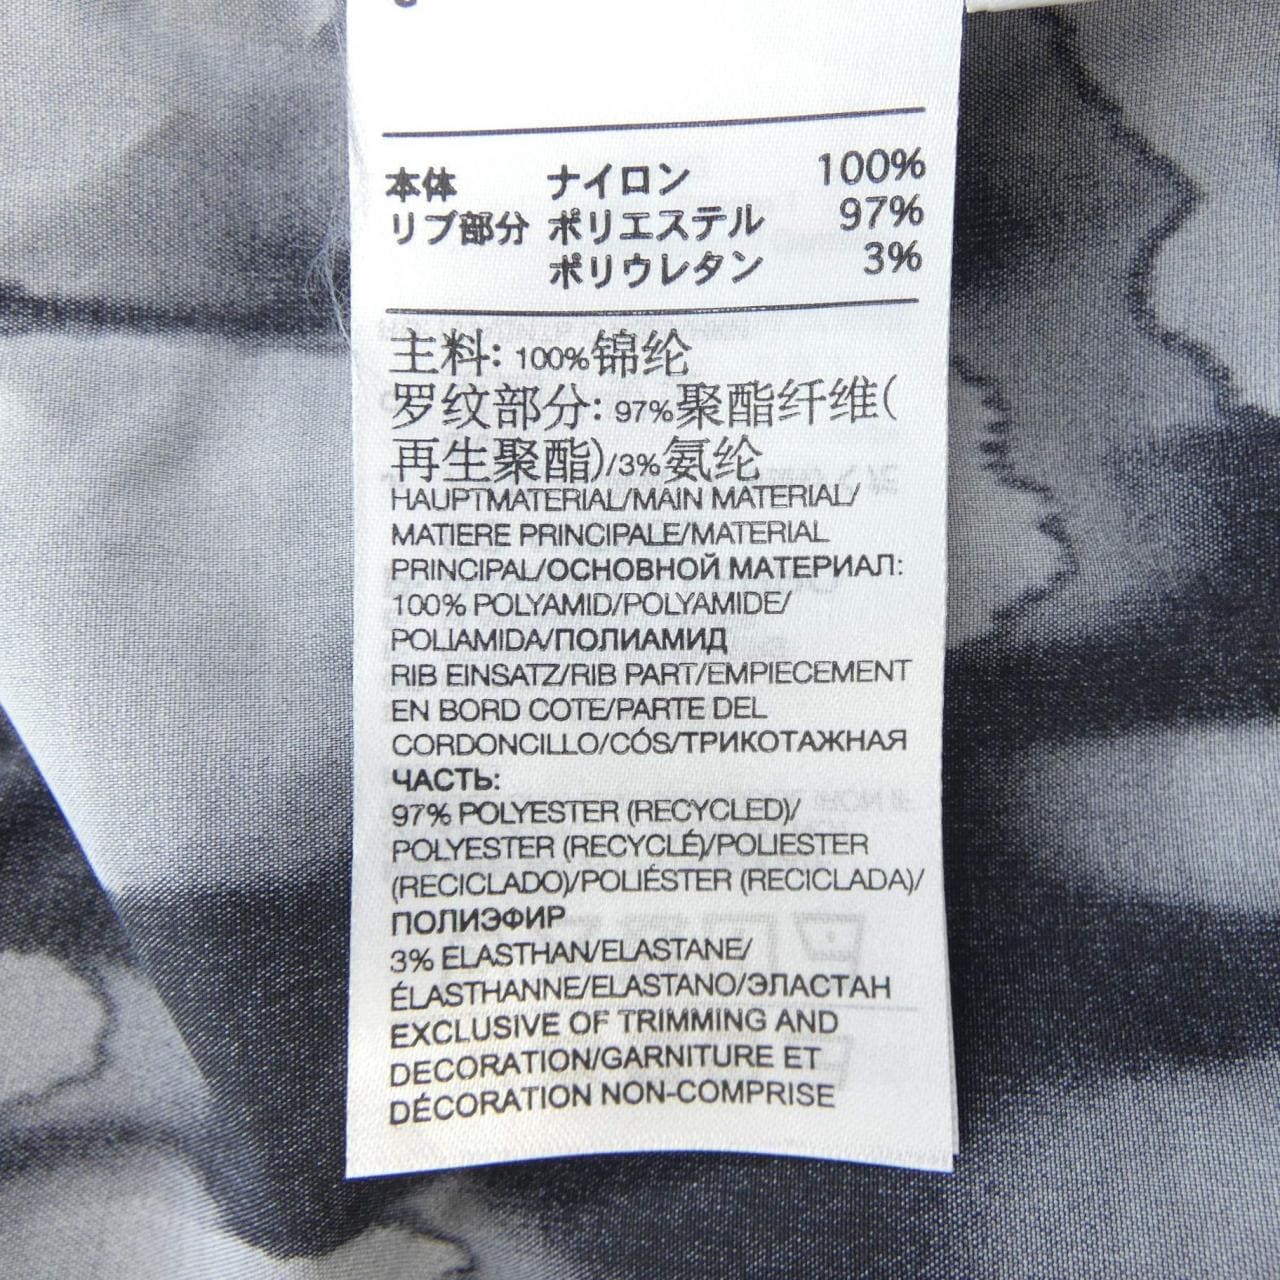 本体 ナイロン 100%
リブ部分 ポリエステル 97%
ポリウレタン 3%
主料: 100%锦纶
罗纹部分: 97%聚酯纤维(
再生聚酯)/3%氨纶
HAUPTMATERIAL/MAIN MATERIAL/
MATIERE PRINCIPALE/MATERIAL
PRINCIPAL/ОСНОВНОЙ МАТЕРИАЛ:
100% POLYAMID/POLYAMIDE/
POLIAMIDA/ПОЛИАМИД
RIB EINSATZ/RIB PART/EMPIECEMENT
EN BORD COTE/PARTE DEL
CORDONCILLO/CÓS/ТРИКОТАЖНАЯ
ЧАСТЬ:
97% POLYESTER (RECYCLED)/
POLYESTER (RECYCLÉ)/POLIESTER
(RECICLADO)/POLIÉSTER (RECICLADA)/
ПОЛИЭФИР
3% ELASTHAN/ELASTANE/
ÉLASTHANNE/ELASTANO/ЭЛАСТАН
EXCLUSIVE OF TRIMMING AND
DECORATION/GARNITURE ET
DÉCORATION NON-COMPRISE